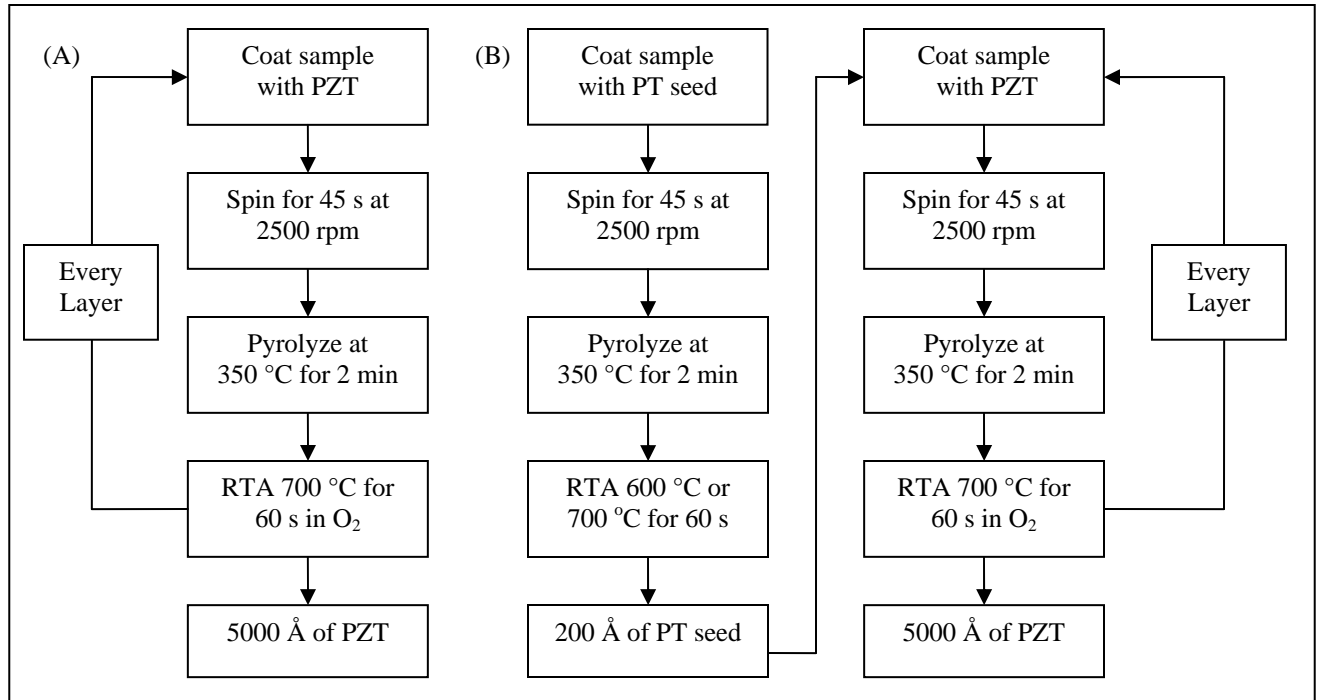 (A)
Coat sample
with PZT
Spin for 45 s at
2500 rpm
Pyrolyze at
350 °C for 2 min
RTA 700 °C for
60 s in O₂
5000 Å of PZT
Every
Layer
(B)
Coat sample
with PT seed
Spin for 45 s at
2500 rpm
Pyrolyze at
350 °C for 2 min
RTA 600 °C or
700 °C for 60 s
200 Å of PT seed
Coat sample
with PZT
Spin for 45 s at
2500 rpm
Pyrolyze at
350 °C for 2 min
RTA 700 °C for
60 s in O₂
5000 Å of PZT
Every
Layer